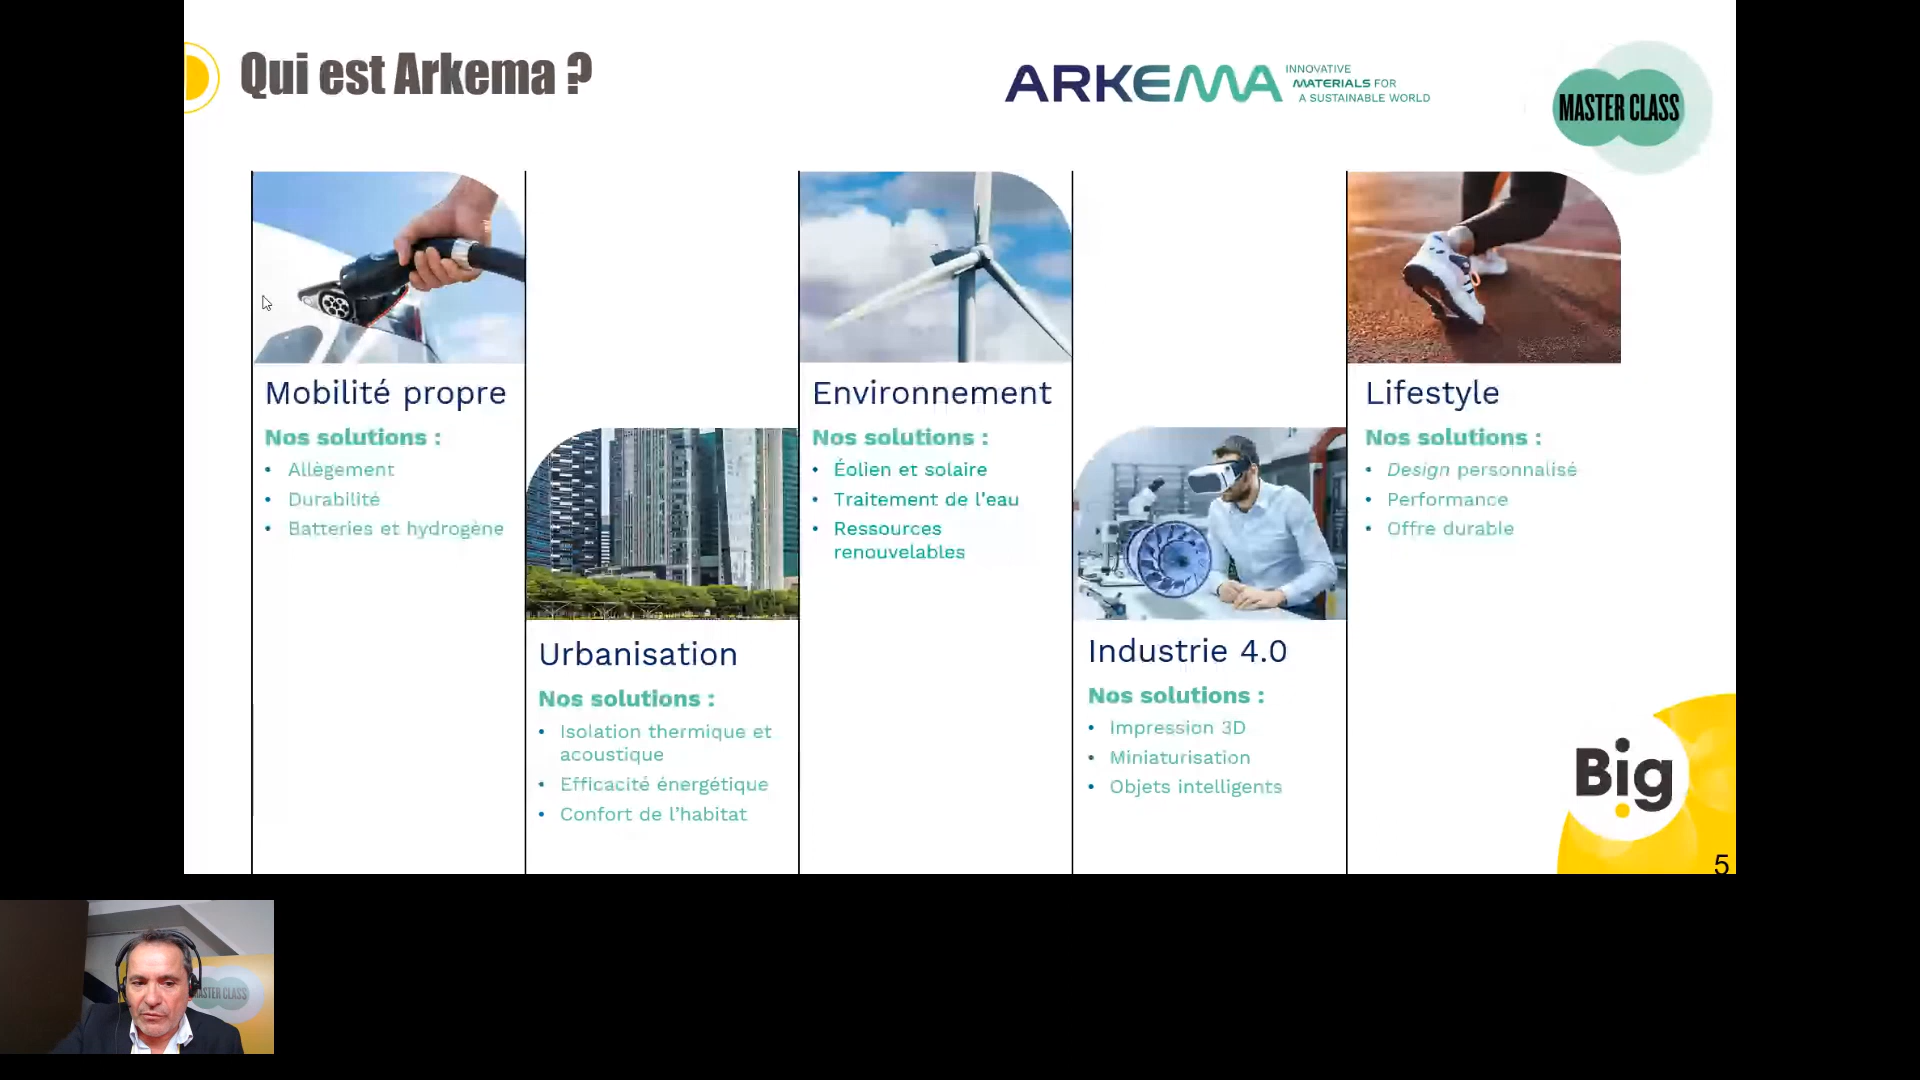 Qui est Arkema ?
ARKEMA
INNOVATIVE
MATERIALS FOR
A SUSTAINABLE WORLD
MASTER CLASS
Mobilité propre
Nos solutions :
• Allègement
• Durabilité
• Batteries et hydrogène
Urbanisation
Nos solutions :
• Isolation thermique et
acoustique
• Efficacité énergétique
• Confort de l'habitat
Environnement
Nos solutions :
• Éolien et solaire
• Traitement de l'eau
• Ressources
renouvelables
Industrie 4.0
Nos solutions :
• Impression 3D
• Miniaturisation
• Objets intelligents
Lifestyle
Nos solutions :
• Design personnalisé
• Performance
• Offre durable
Big
5
MASTER CLASS